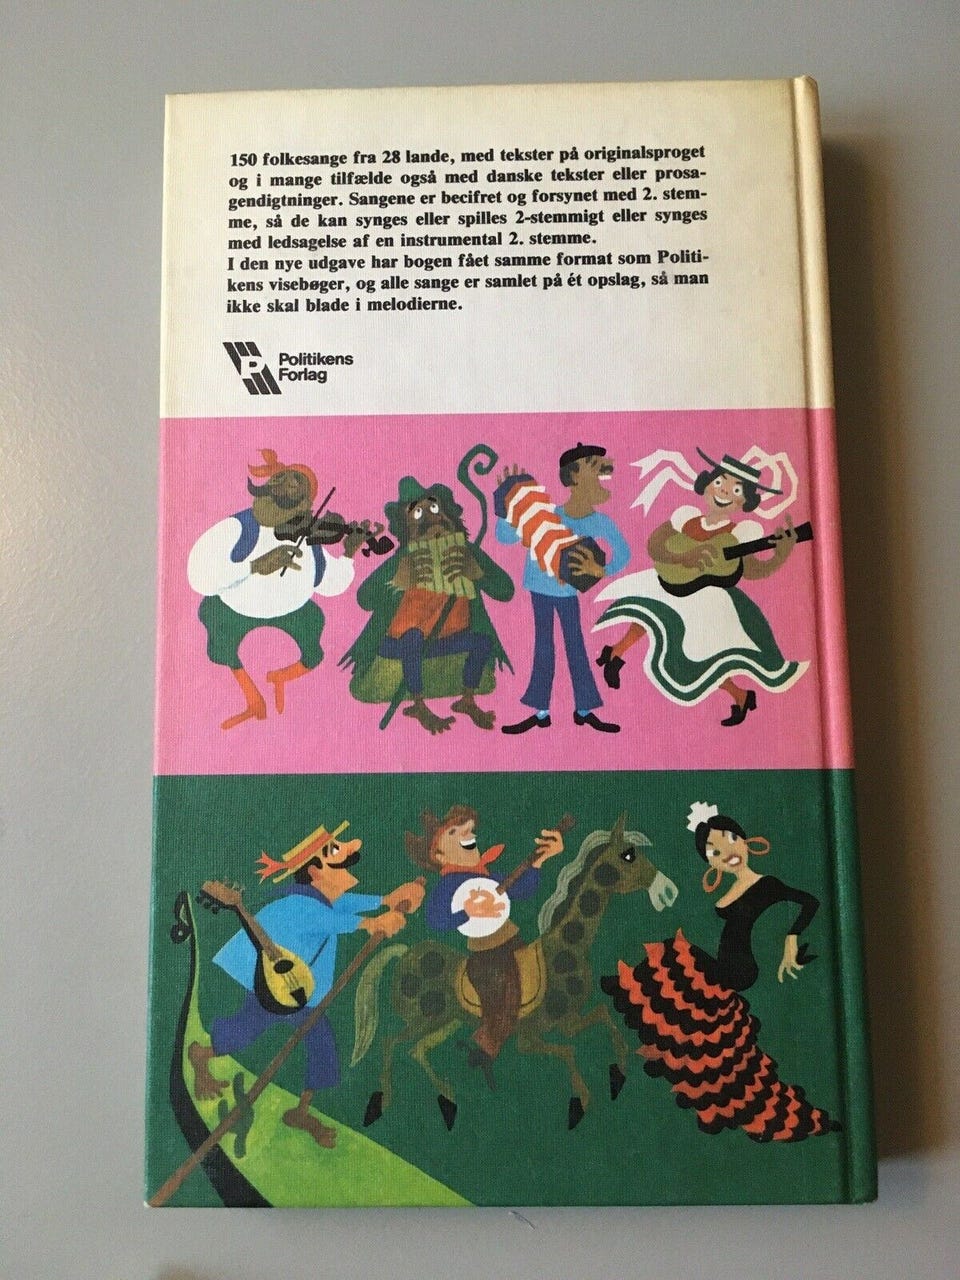 150 folkesange fra 28 lande, med tekster på originalsproget
og i mange tilfælde også med danske tekster eller prosa-
gendigtninger. Sangene er becifret og forsynet med 2. stem-
me, så de kan synges eller spilles 2-stemmigt eller synges
med ledsagelse af en instrumental 2. stemme.
I den nye udgave har bogen fået samme format som Politi-
kens visebøger, og alle sange er samlet på ét opslag, så man
ikke skal blade i melodierne.
P
Politikens
Forlag